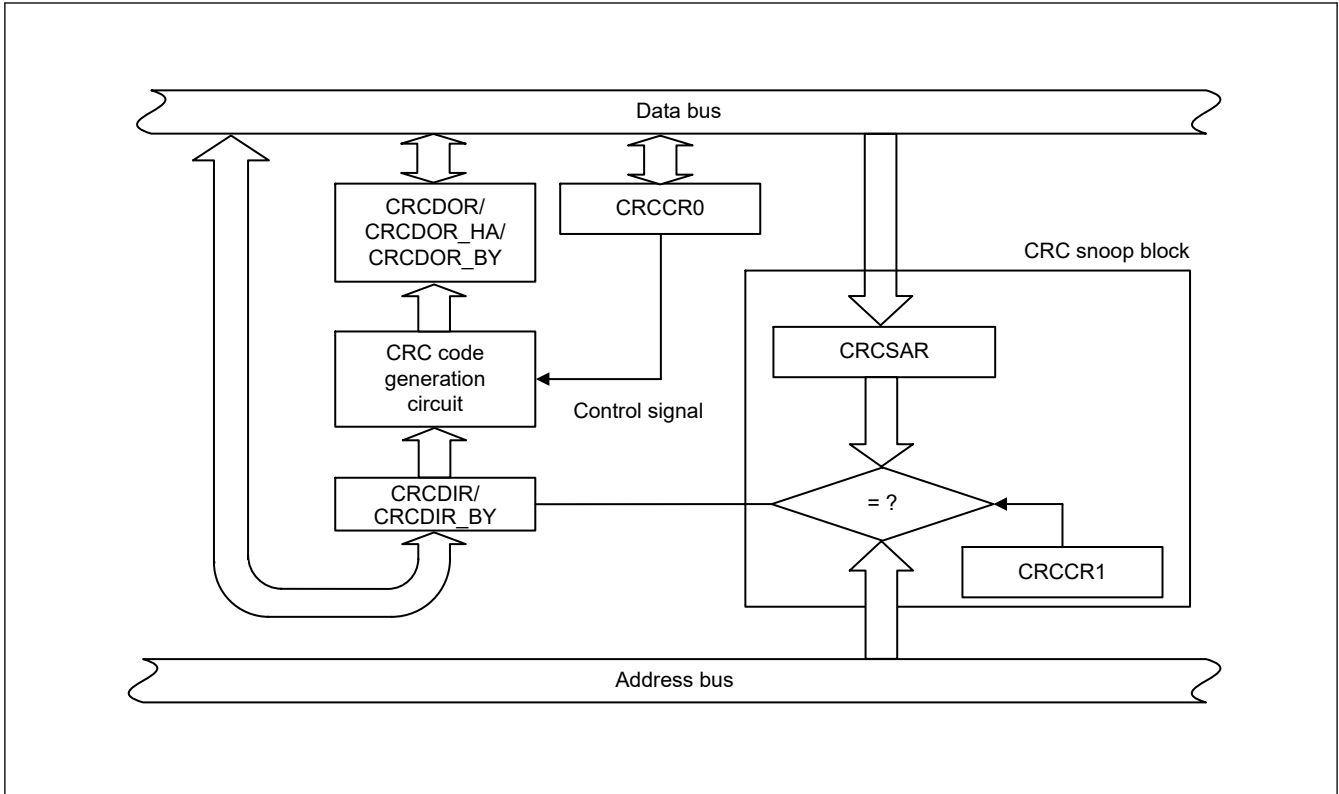 Data bus
CRCDOR/
CRCDOR_HA/
CRCDOR_BY
CRCCR0
CRC snoop block
CRCSAR
CRC code
generation
circuit
Control signal
CRCDIR/
CRCDIR_BY
= ?
CRCCR1
Address bus